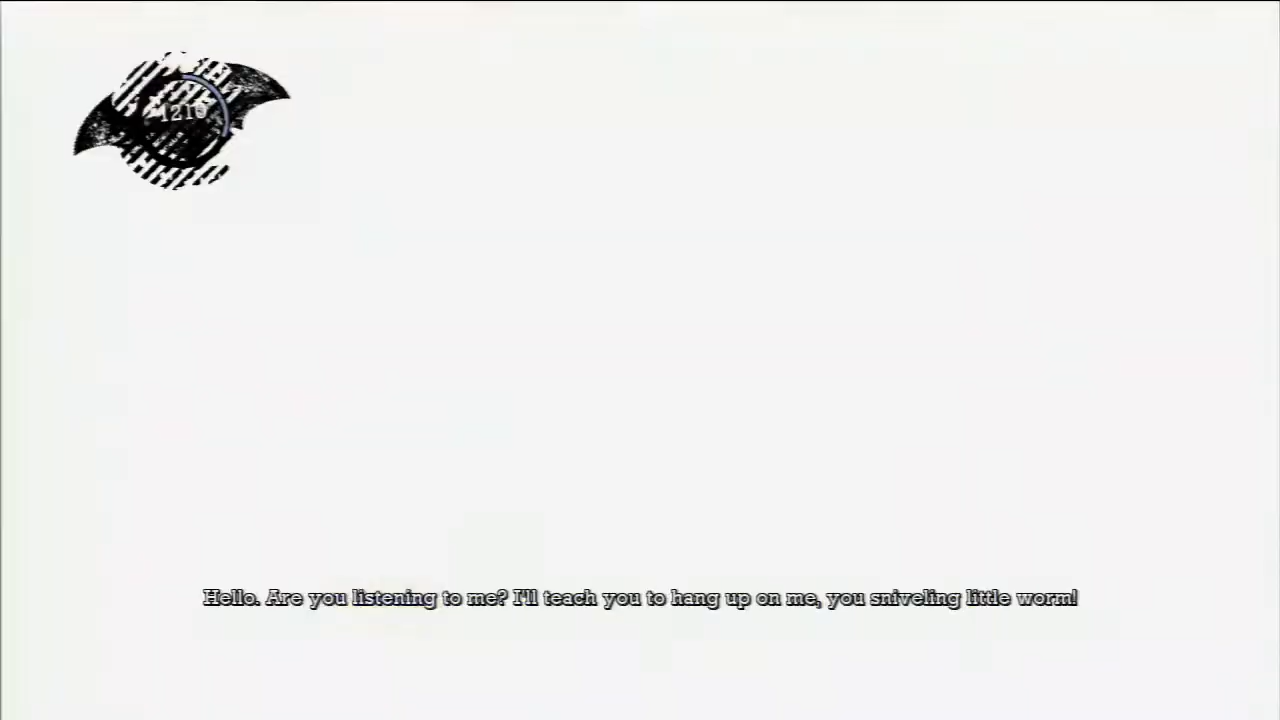 Hello. Are you listening to me? I'll teach you to hang up on me, you sniveling little worm!